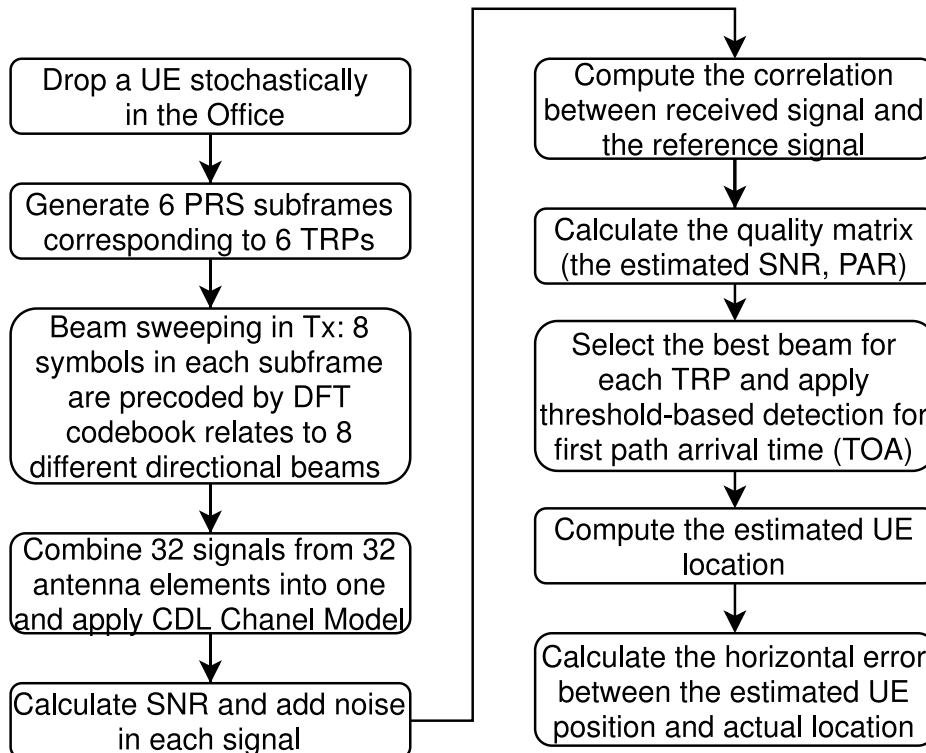 Drop a UE stochastically
in the Office
Generate 6 PRS subframes
corresponding to 6 TRPs
Beam sweeping in Tx: 8
symbols in each subframe
are precoded by DFT
codebook relates to 8
different directional beams
Combine 32 signals from 32
antenna elements into one
and apply CDL Chanel Model
Calculate SNR and add noise
in each signal
Compute the correlation
between received signal and
the reference signal
Calculate the quality matrix
(the estimated SNR, PAR)
Select the best beam for
each TRP and apply
threshold-based detection for
first path arrival time (TOA)
Compute the estimated UE
location
Calculate the horizontal error
between the estimated UE
position and actual location